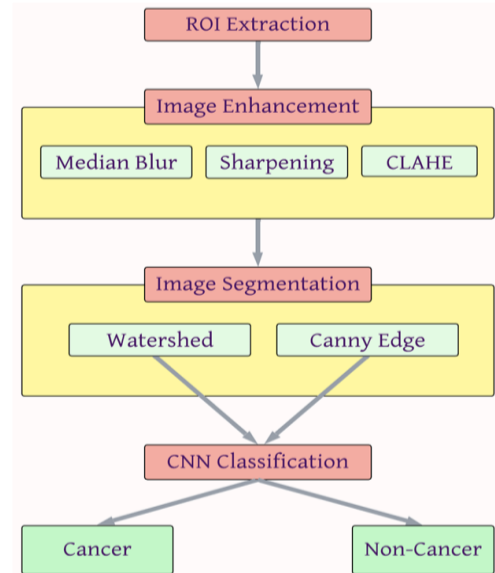 ROI Extraction
Image Enhancement
Median Blur
Sharpening
CLAHE
Image Segmentation
Watershed
Canny Edge
CNN Classification
Cancer
Non-Cancer